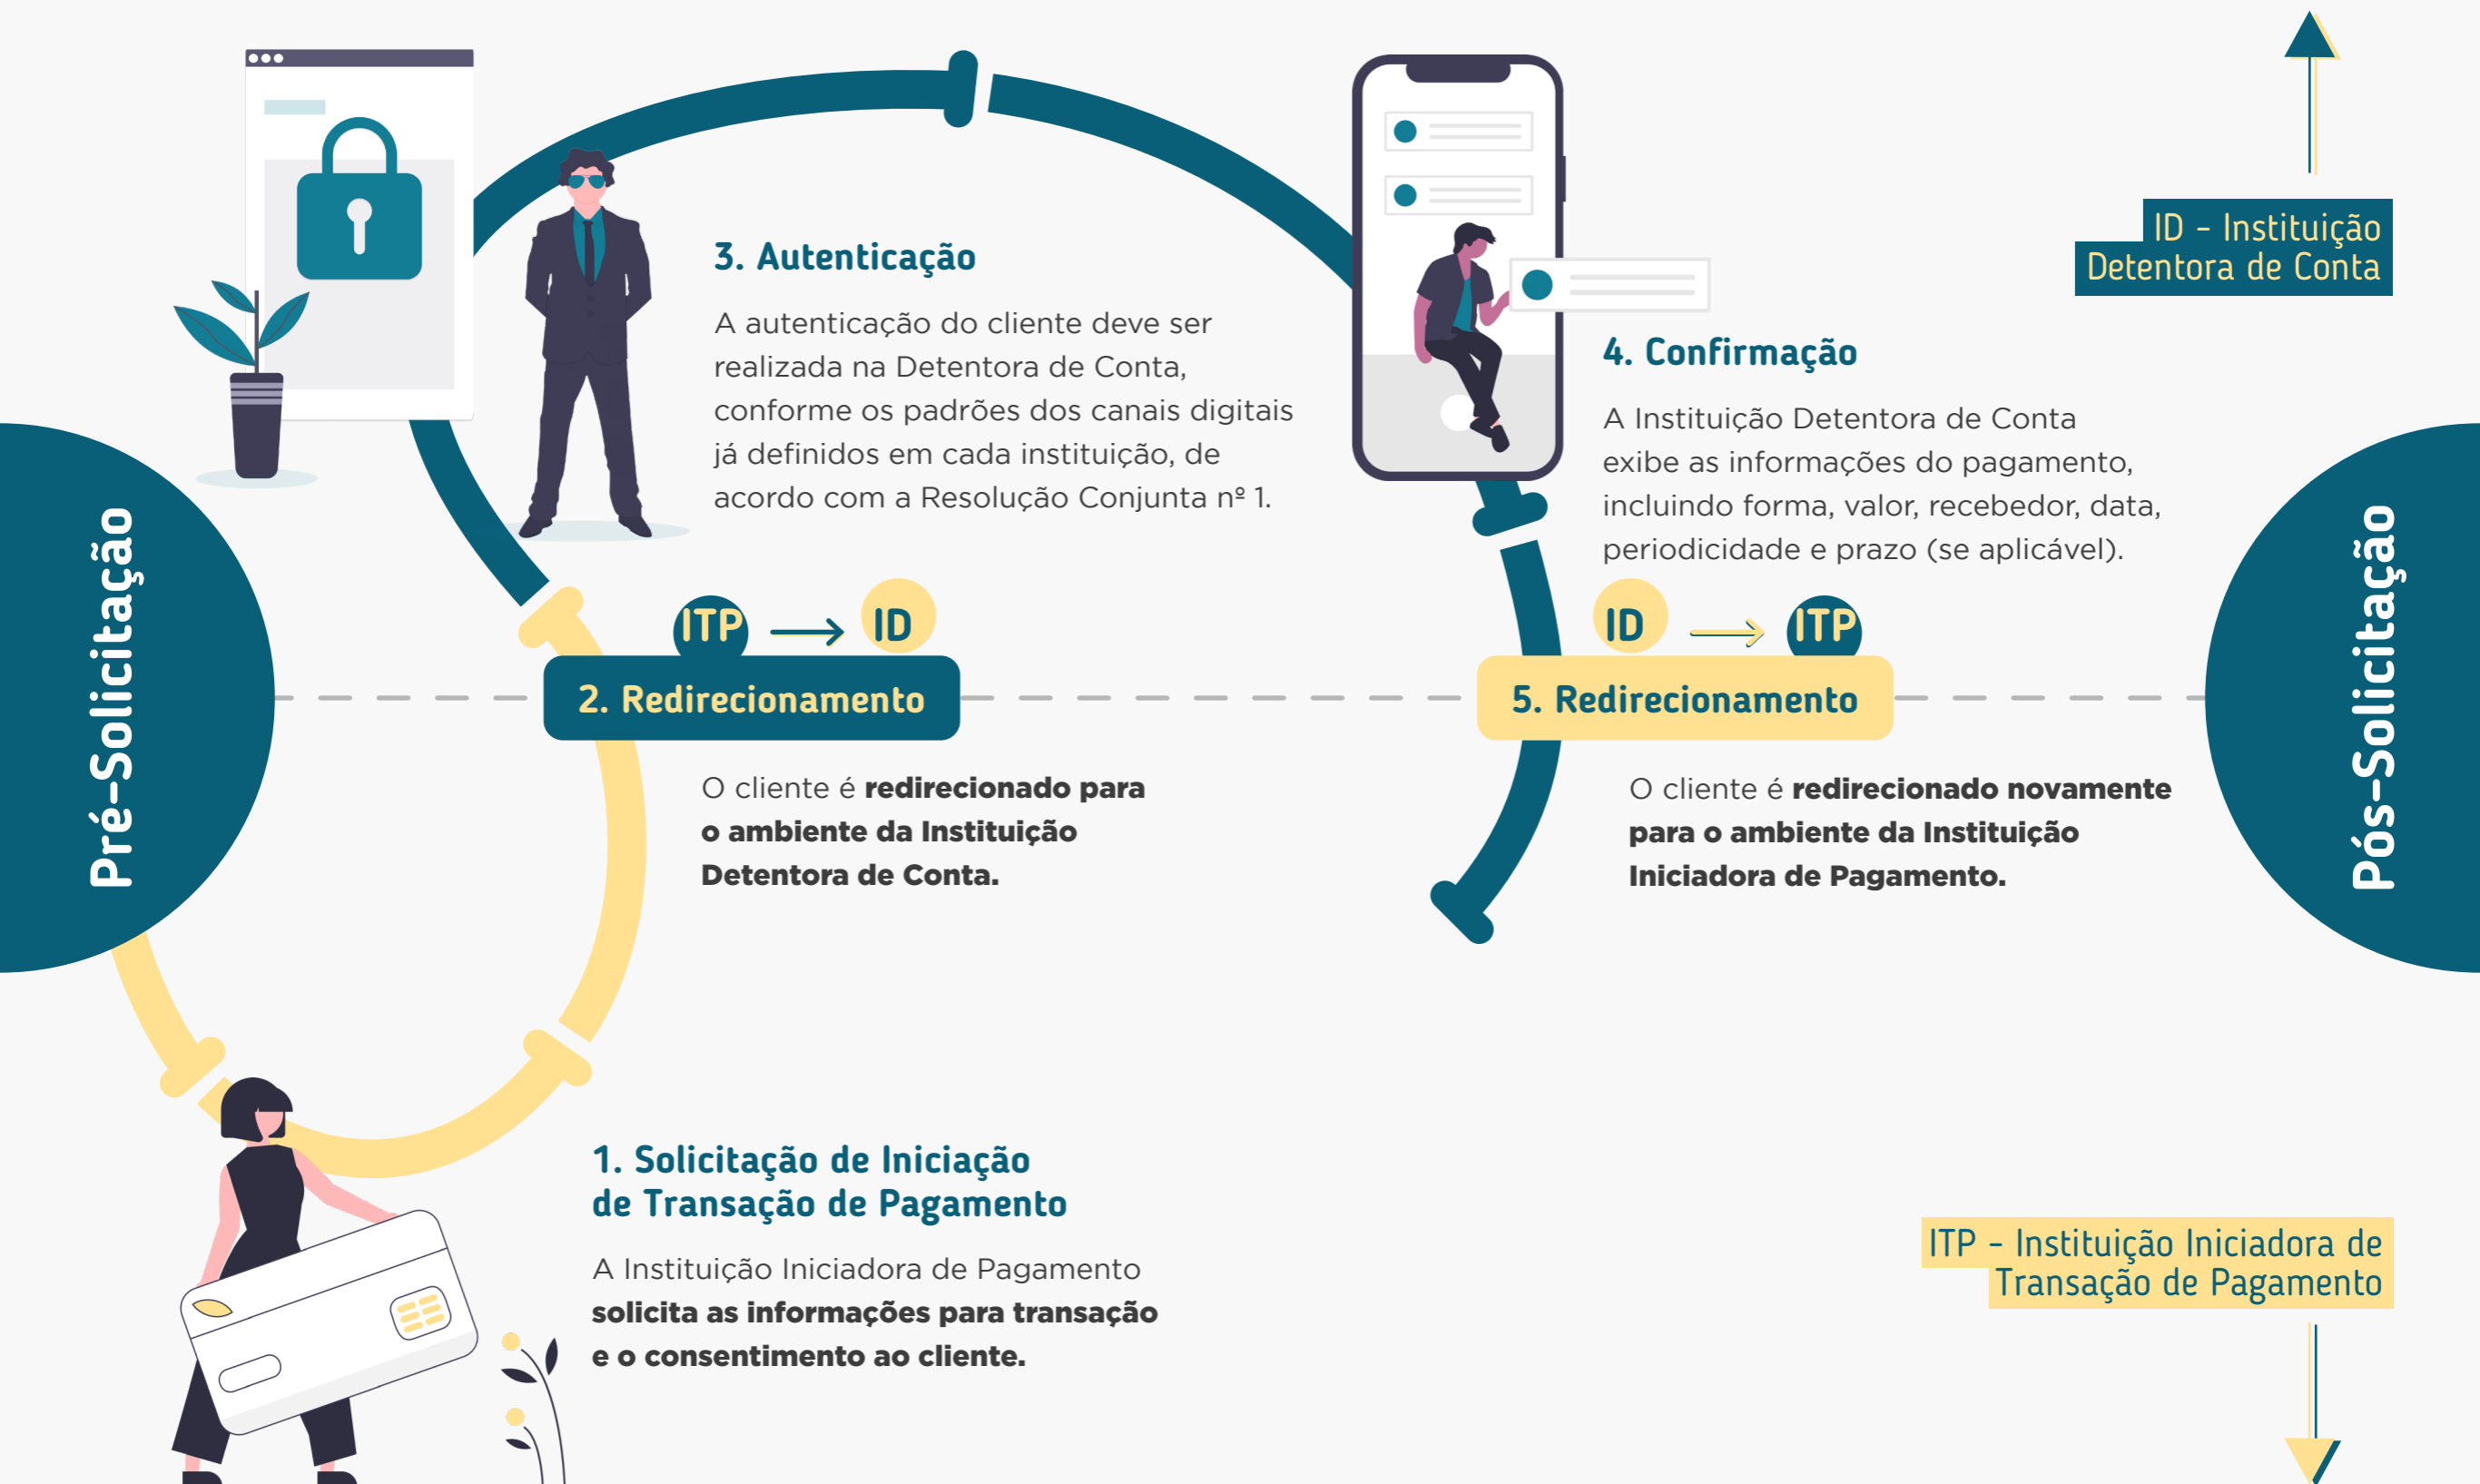 Pré-Solicitação
1. Solicitação de Iniciação
de Transação de Pagamento
A Instituição Iniciadora de Pagamento
solicita as informações para transação
e o consentimento ao cliente.
ITP
ID
2. Redirecionamento
O cliente é redirecionado para
o ambiente da Instituição
Detentora de Conta.
3. Autenticação
A autenticação do cliente deve ser
realizada na Detentora de Conta,
conforme os padrões dos canais digitais
já definidos em cada instituição, de
acordo com a Resolução Conjunta nº 1.
4. Confirmação
A Instituição Detentora de Conta
exibe as informações do pagamento,
incluindo forma, valor, recebedor, data,
periodicidade e prazo (se aplicável).
ID
ITP
5. Redirecionamento
O cliente é redirecionado novamente
para o ambiente da Instituição
Iniciadora de Pagamento.
Pós-Solicitação
ID - Instituição
Detentora de Conta
ITP - Instituição Iniciadora de
Transação de Pagamento